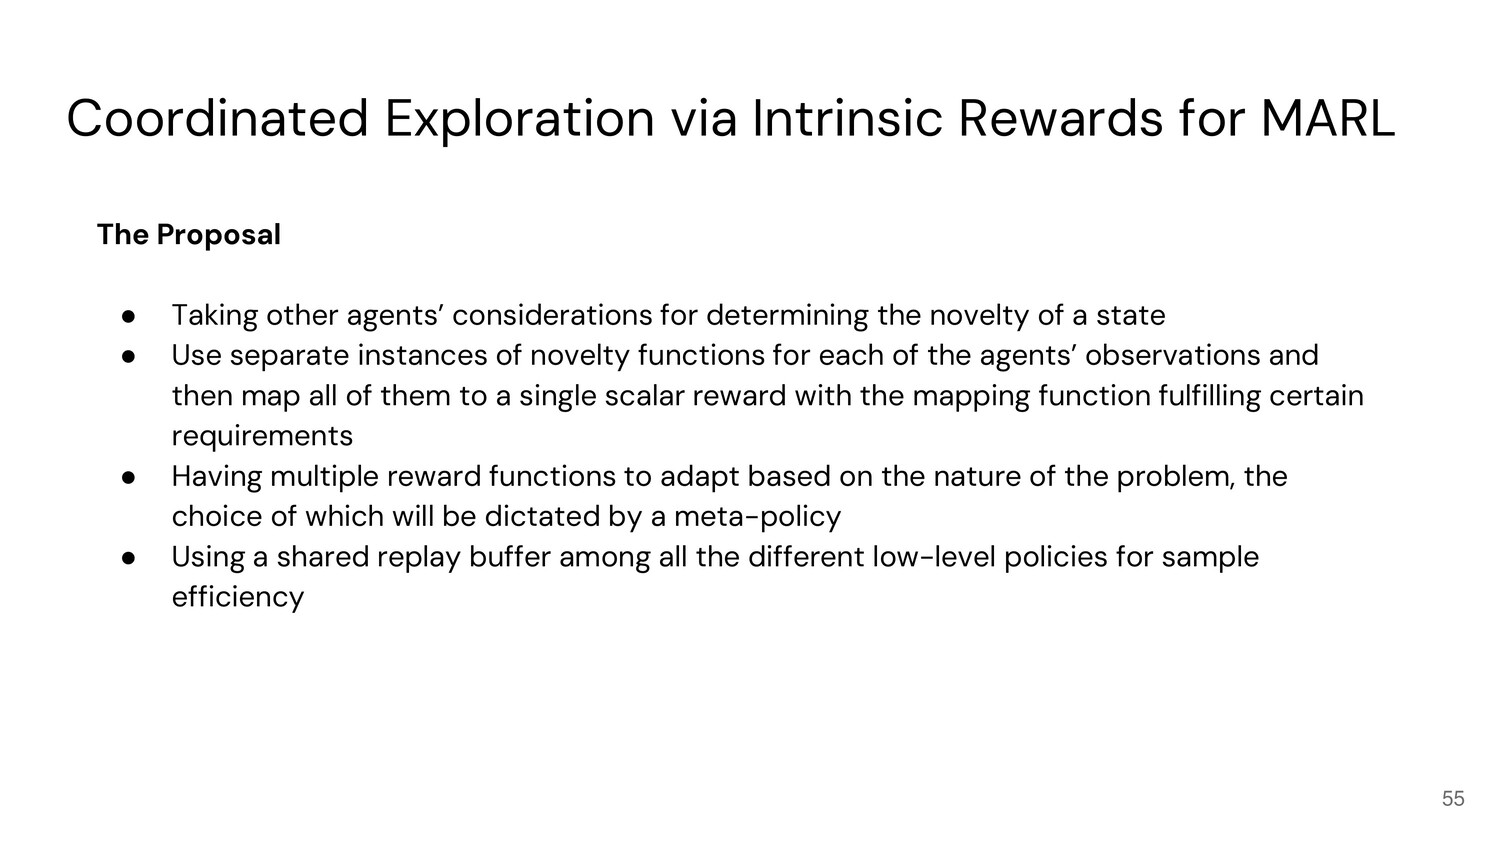 Coordinated Exploration via Intrinsic Rewards for MARL
The Proposal
● Taking other agents’ considerations for determining the novelty of a state
● Use separate instances of novelty functions for each of the agents’ observations and
then map all of them to a single scalar reward with the mapping function fulfilling certain
requirements
● Having multiple reward functions to adapt based on the nature of the problem, the
choice of which will be dictated by a meta-policy
● Using a shared replay buffer among all the different low-level policies for sample
efficiency
55